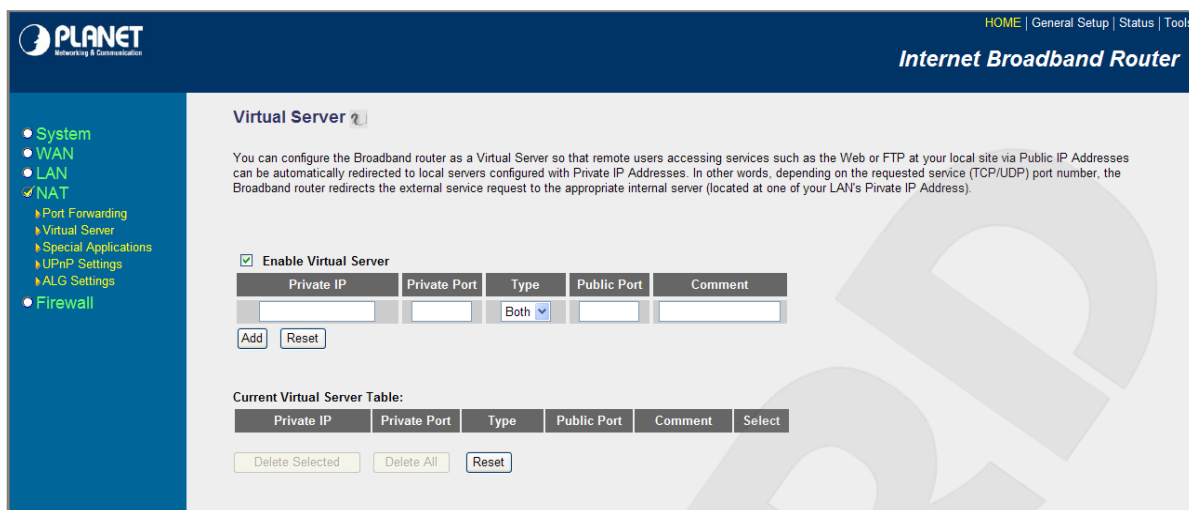 PLANET
Networking & Communication
HOME | General Setup | Status | Tools
Internet Broadband Router
System
WAN
LAN
NAT
Port Forwarding
Virtual Server
Special Applications
UPnP Settings
ALG Settings
Firewall
Virtual Server
You can configure the Broadband router as a Virtual Server so that remote users accessing services such as the Web or FTP at your local site via Public IP Addresses
can be automatically redirected to local servers configured with Private IP Addresses. In other words, depending on the requested service (TCP/UDP) port number, the
Broadband router redirects the external service request to the appropriate internal server (located at one of your LAN's Pivate IP Address).
Enable Virtual Server
Private IP Private Port Type Public Port Comment
Both
Add Reset
Current Virtual Server Table:
Private IP Private Port Type Public Port Comment Select
Delete Selected Delete All Reset